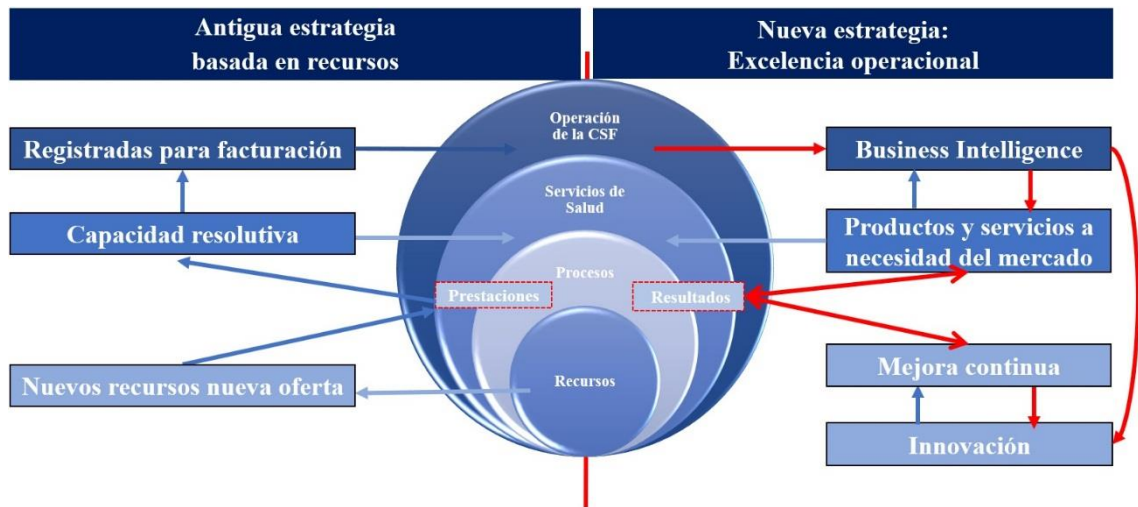 Antigua estrategia
basada en recursos
Nueva estrategia:
Excelencia operacional
Operación
de la CSF
Registradas para facturación
Business Intelligence
Servicios de
Salud
Capacidad resolutiva
Productos y servicios a
necesidad del mercado
Procesos
Prestaciones
Resultados
Nuevos recursos nueva oferta
Recursos
Mejora continua
Innovación